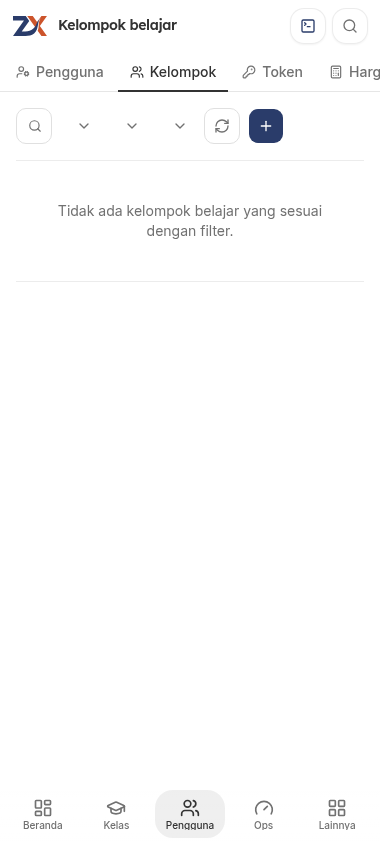 ZX Kelompok belajar
Pengguna Kelompok Token Harg
Tidak ada kelompok belajar yang sesuai
dengan filter.
Beranda Kelas Pengguna Ops Lainnya